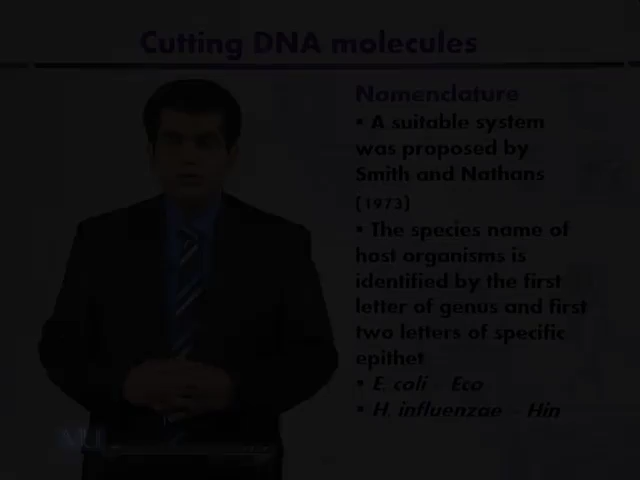 Cutting DNA molecules
Nomenclature
• A suitable system
was proposed by
Smith and Nathans
(1973)
• The species name of
host organisms is
identified by the first
letter of genus and first
two letters of specific
epithet
• E. coli – Eco
• H. influenzae – Hin